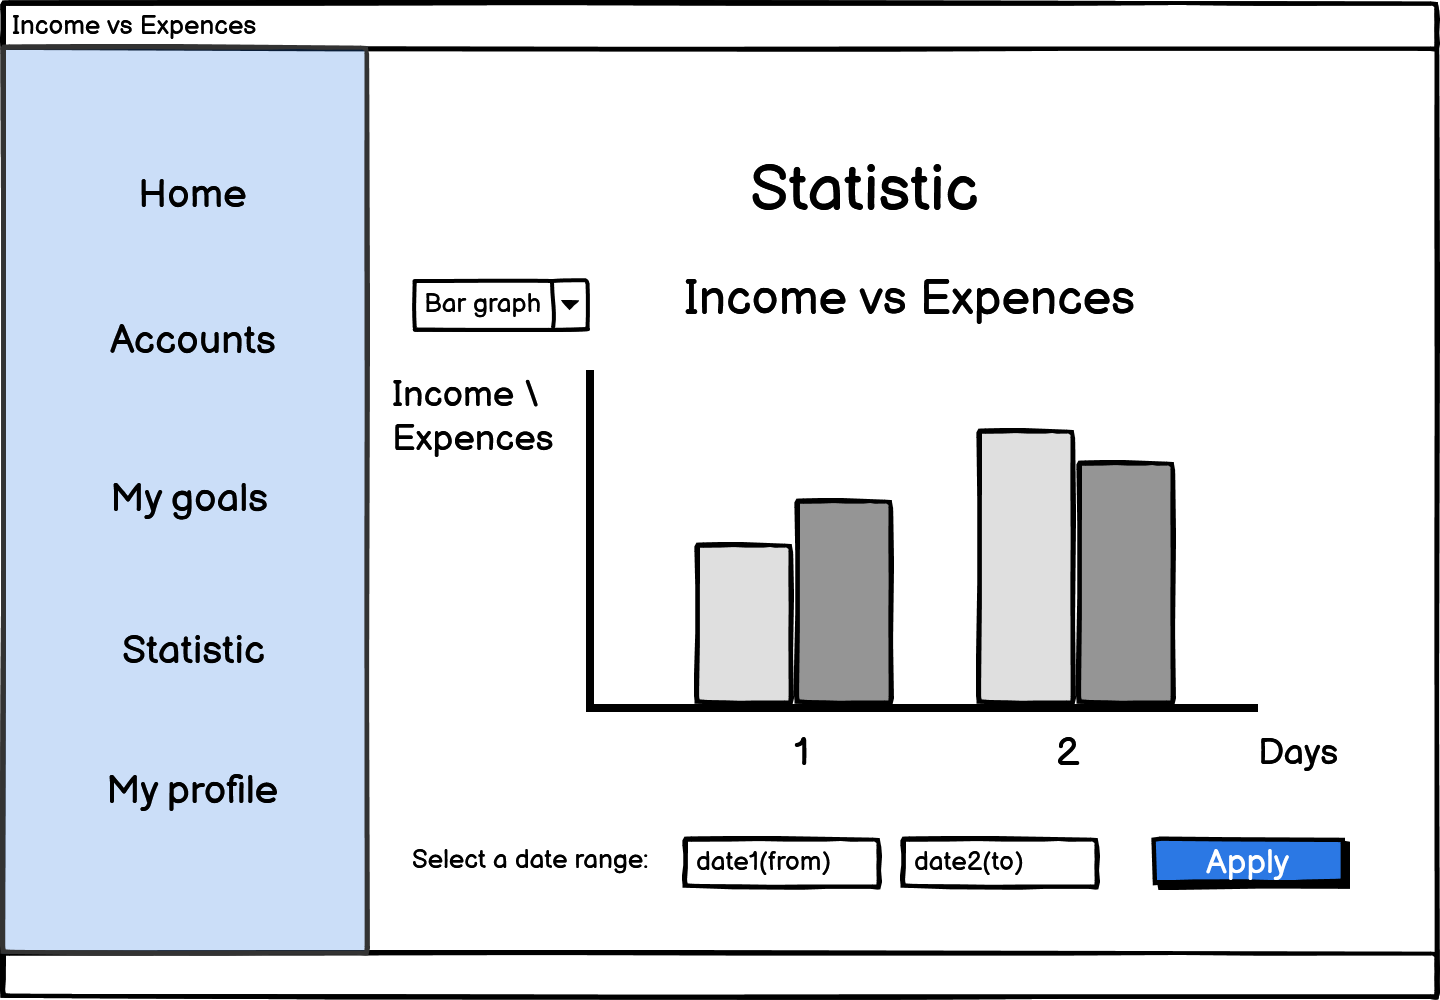 Income vs Expences
Home
Accounts
My goals
Statistic
My profile
Statistic
Bar graph
Income vs Expences
Income \
Expences
1
2
Days
Select a date range:
date1(from)
date2(to)
Apply